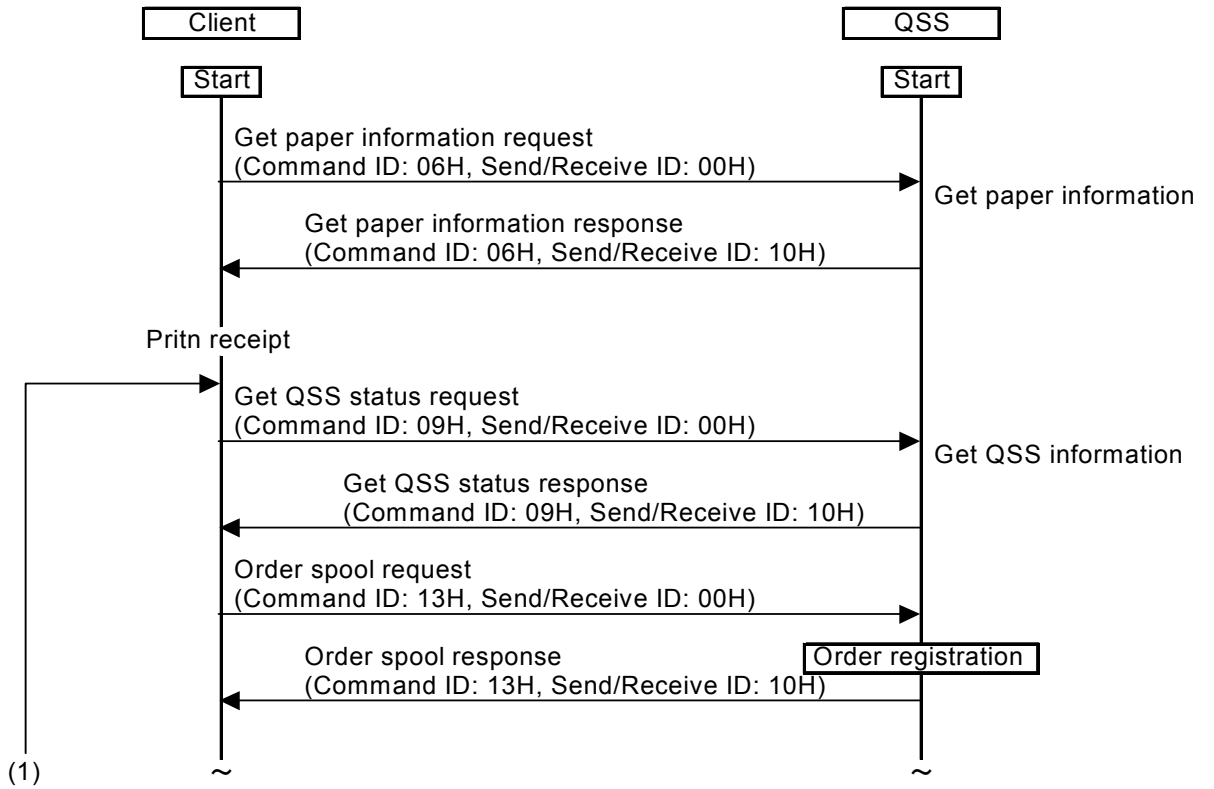 Client
QSS
Start
Start
Get paper information request
(Command ID: 06H, Send/Receive ID: 00H)
Get paper information
Get paper information response
(Command ID: 06H, Send/Receive ID: 10H)
Pritn receipt
Get QSS status request
(Command ID: 09H, Send/Receive ID: 00H)
Get QSS information
Get QSS status response
(Command ID: 09H, Send/Receive ID: 10H)
Order spool request
(Command ID: 13H, Send/Receive ID: 00H)
Order registration
Order spool response
(Command ID: 13H, Send/Receive ID: 10H)
(1)
~
~